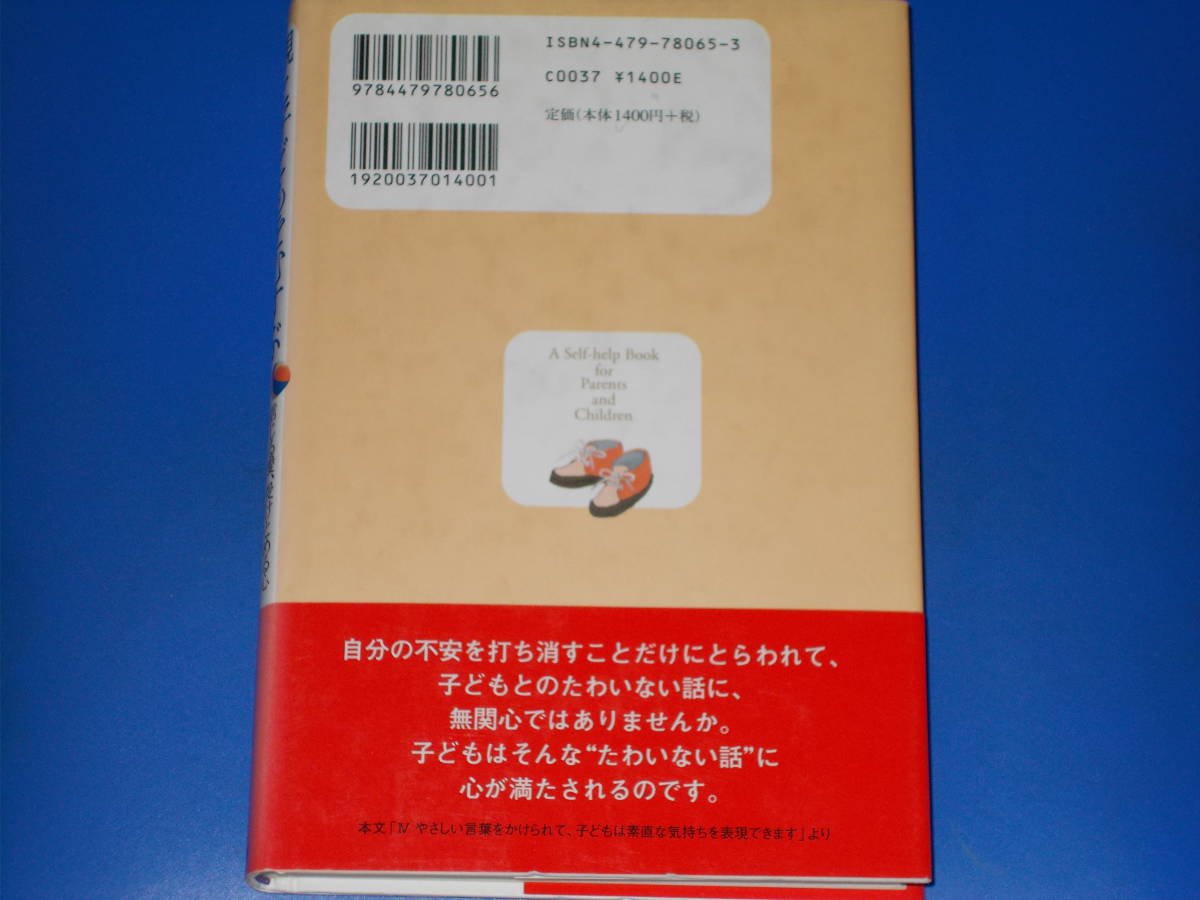 ISBN4-479-78065-3
C0037 ¥1400E
定価(本体1400円+税)
9784479780656
1920037014001
A Self-help Book
for
Parents
and
Children
自分の不安を打ち消すことだけにとらわれて、
子どもとのたわいない話に、
無関心ではありませんか。
子どもはそんな“たわいない話”に
心が満たされるのです。
本文「Ⅳ やさしい言葉をかけられて、子どもは素直な気持ちを表現できます」より